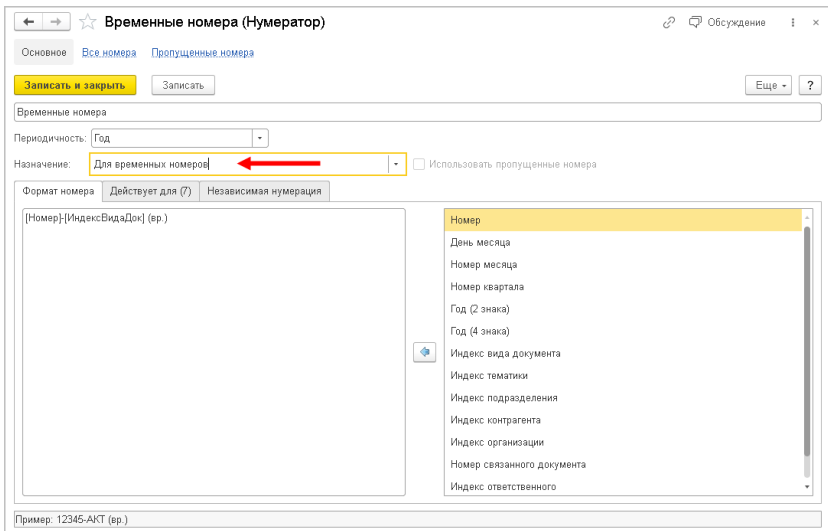 Временные номера (Нумератор)
Обсуждение
Основное Все номера Пропущенные номера
Записать и закрыть Записать Еще ?
Временные номера
Периодичность: Год
Назначение: Для временных номеров Использовать пропущенные номера
Формат номера Действует для (7) Независимая нумерация
[Номер]-[ИндексВидаДок] (вр.)
Номер
День месяца
Номер месяца
Номер квартала
Год (2 знака)
Год (4 знака)
Индекс вида документа
Индекс тематики
Индекс подразделения
Индекс контрагента
Индекс организации
Номер связанного документа
Индекс ответственного
Пример: 12345-АКТ (вр.)